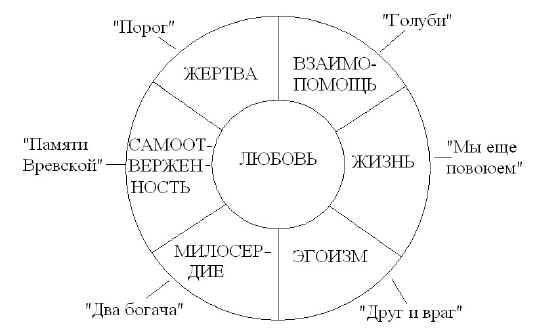 "Порог"
"Голуби"
ЖЕРТВА
ВЗАИМО-
ПОМОЩЬ
"Памяти
Вревской"
САМООТ-
ВЕРЖЕН-
НОСТЬ
ЛЮБОВЬ
ЖИЗНЬ
"Мы еще
повоюем"
МИЛОСЕР-
ДИЕ
ЭГОИЗМ
"Два богача"
"Друг и враг"